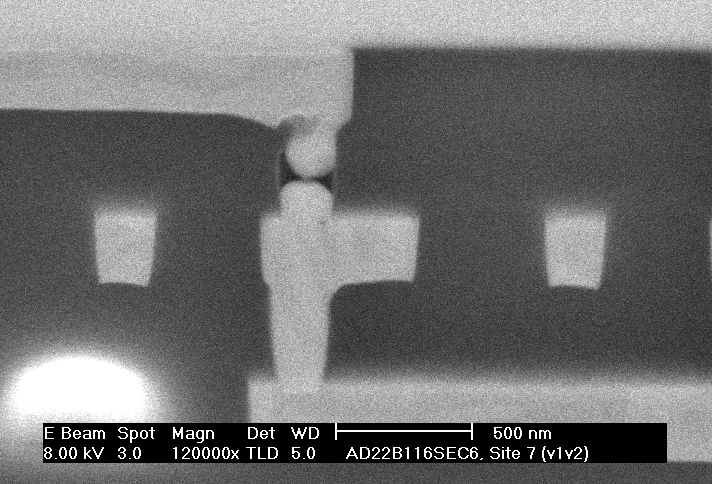 E Beam Spot Magn Det WD 500 nm
8.00 kV 3.0 120000x TLD 5.0 AD22B116SEC6, Site 7 (v1v2)